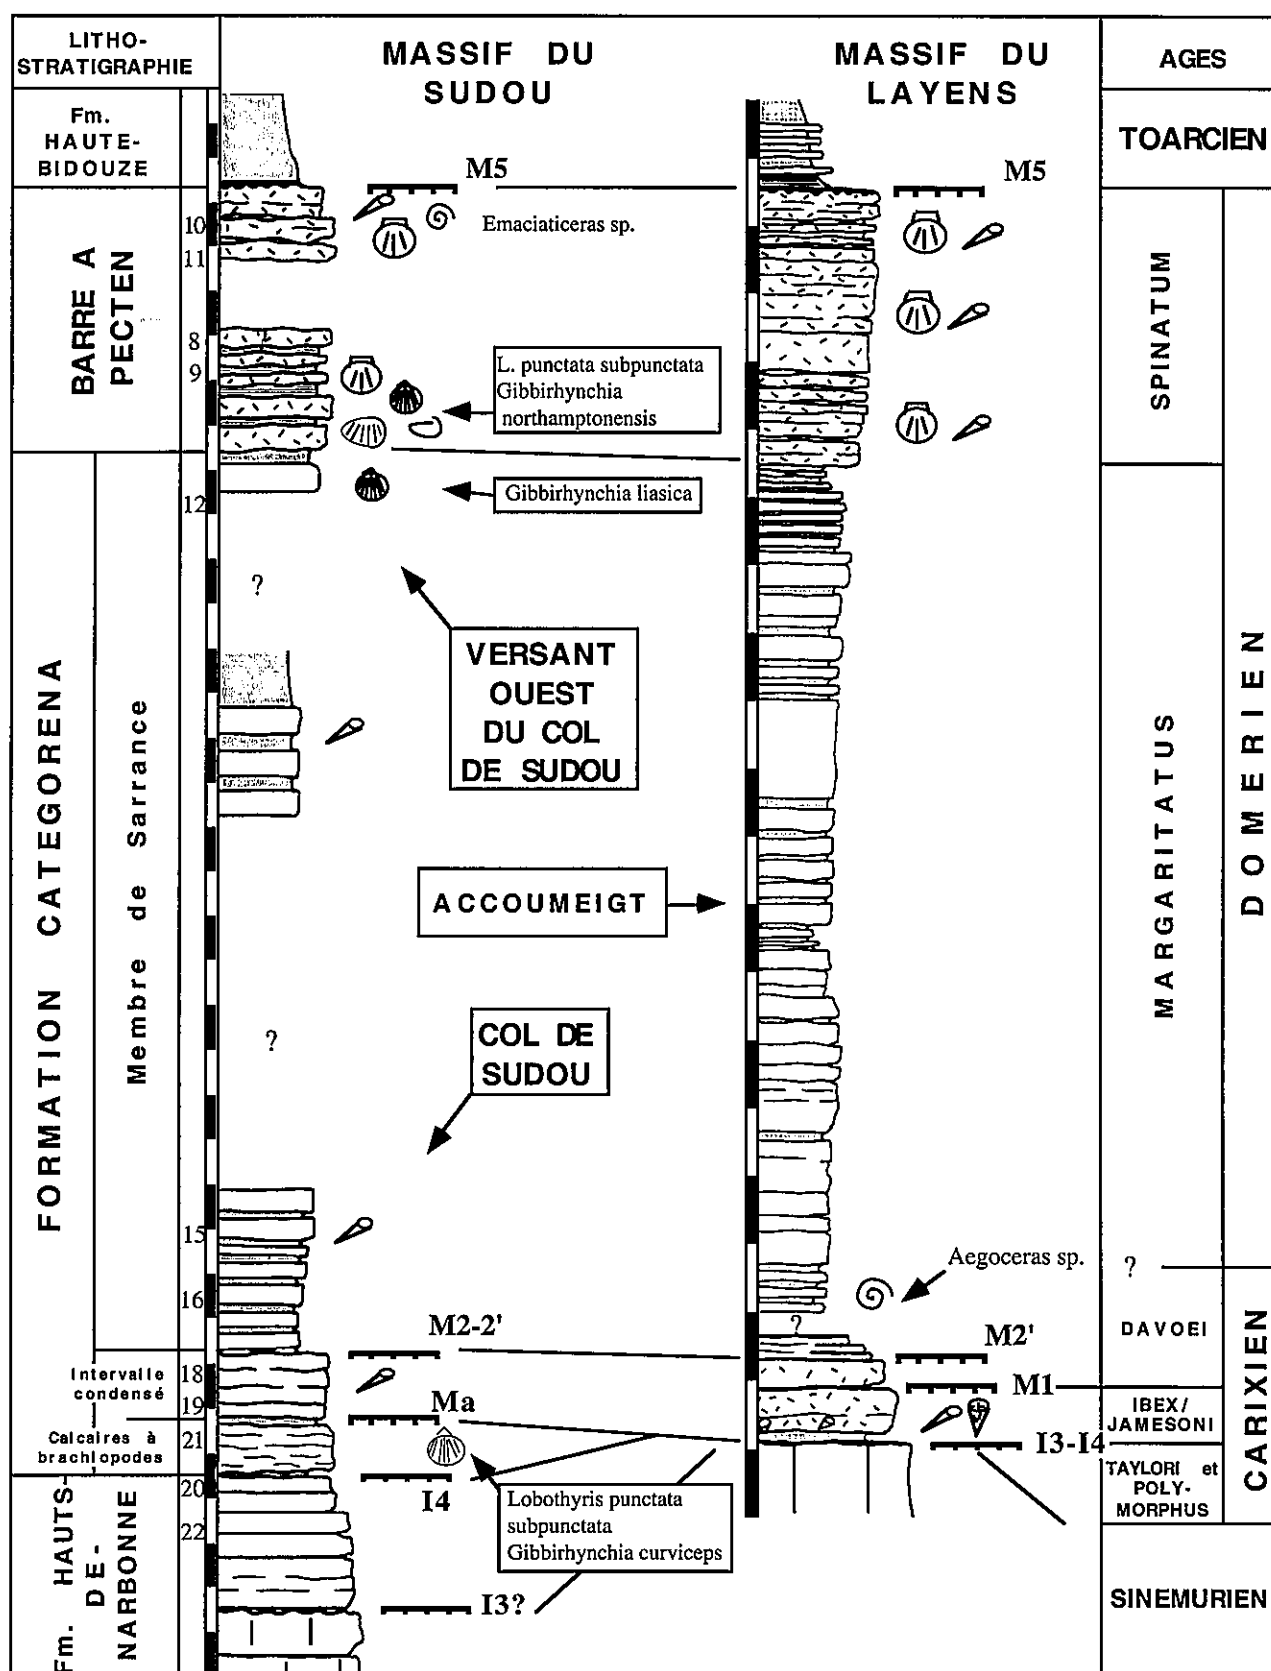 LITHO-
STRATIGRAPHIE
MASSIF DU
SUDOU
MASSIF DU
LAYENS
AGES
Fm.
HAUTE-
BIDOUZE
TOARCIEN
M5
M5
BARRE A
PECTEN
10
11
8
9
Emaciaticeras sp.
L. punctata subpunctata
Gibbirhynchia
northamptonensis
SPINATUM
FORMATION CATEGORENA
Membre de Sarrance
12
Gibbirhynchia liasica
?
VERSANT
OUEST
DU COL
DE SUDOU
ACCOUMEIGT
?
COL DE
SUDOU
MARGARITATUS
DOMERIEN
15
16
Aegoceras sp.
?
?
M2-2'
M2'
DAVOEI
CARIXIEN
Intervalle
condensé
18
19
Ma
M1
IBEX/
JAMESONI
Calcaires à
brachiopodes
21
I3-I4
TAYLORI et
POLY-
MORPHUS
Fm. HAUTS-
DE-
NARBONNE
20
22
I4
Lobothyris punctata
subpunctata
Gibbirhynchia curviceps
I3?
SINEMURIEN